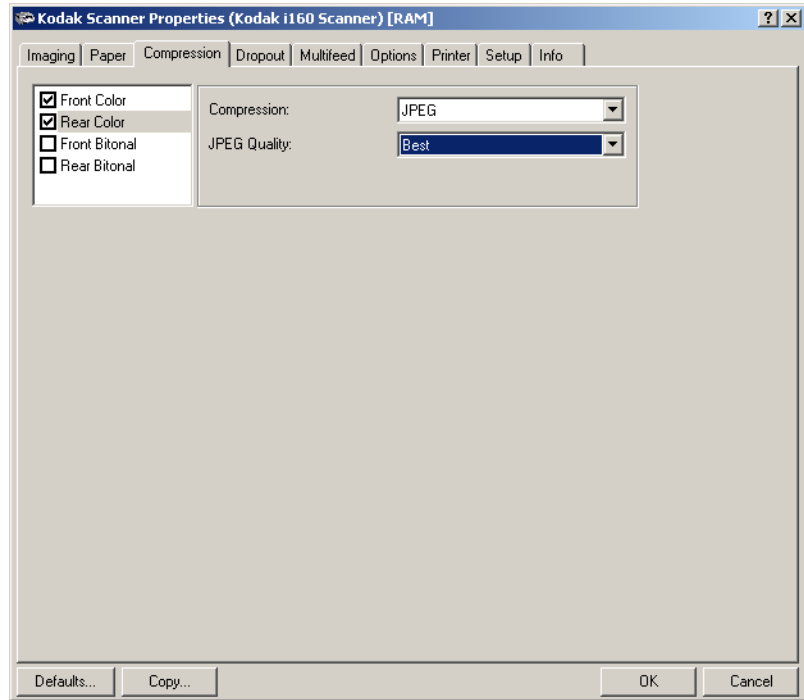 Kodak Scanner Properties (Kodak i160 Scanner) [RAM]
Imaging Paper Compression Dropout Multifeed Options Printer Setup Info
Front Color
Rear Color
Front Bitonal
Rear Bitonal
Compression: JPEG
JPEG Quality: Best
Defaults... Copy... OK Cancel